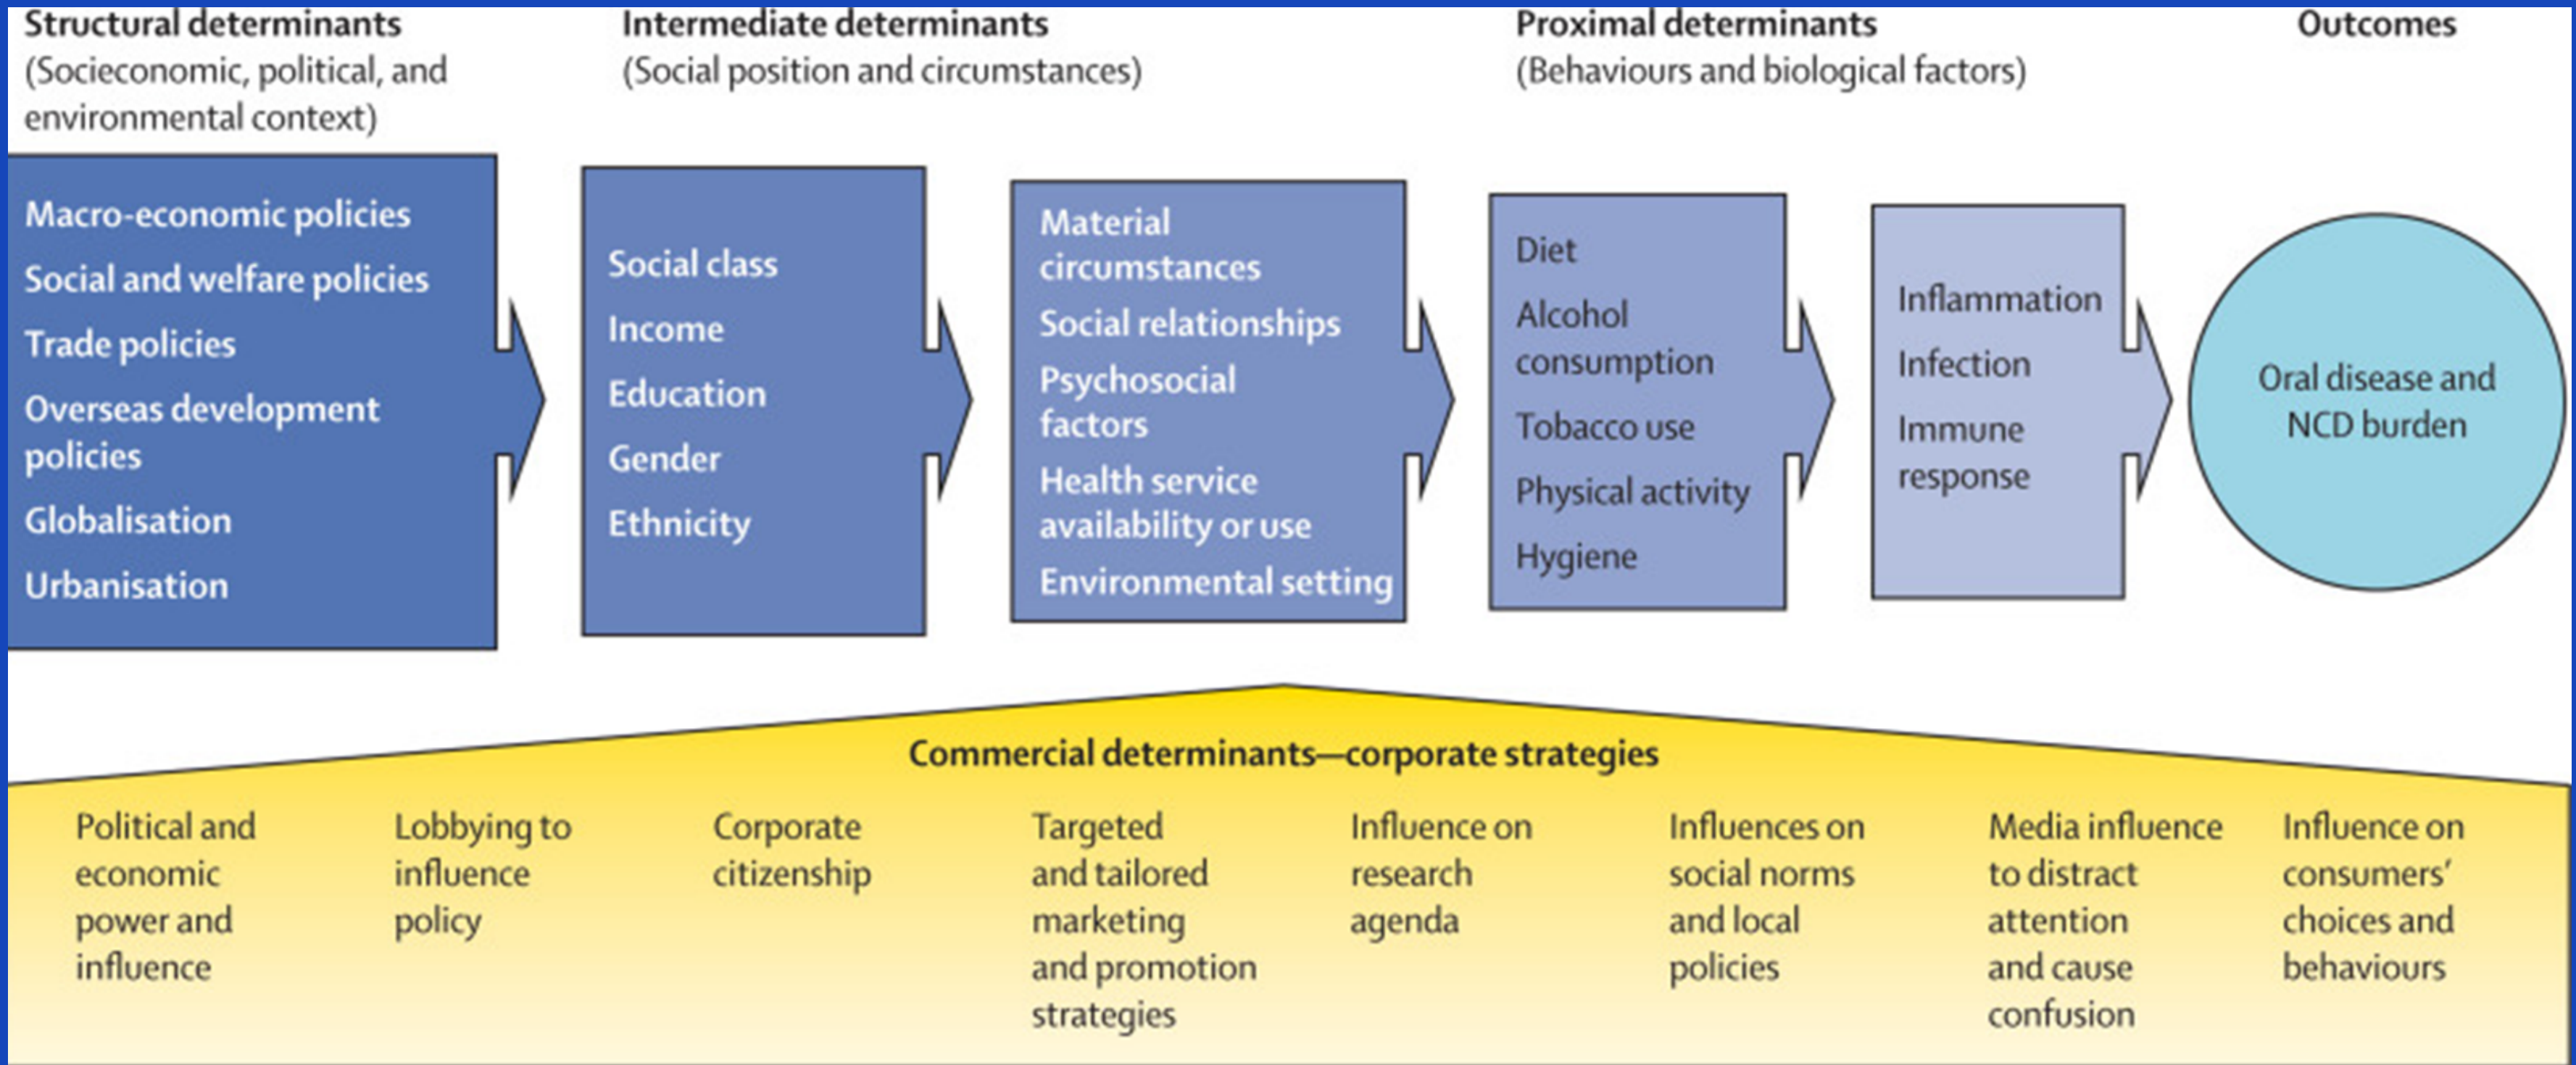 Structural determinants
(Socieconomic, political, and
environmental context)
Intermediate determinants
(Social position and circumstances)
Proximal determinants
(Behaviours and biological factors)
Outcomes
Macro-economic policies
Social and welfare policies
Trade policies
Overseas development
policies
Globalisation
Urbanisation
Social class
Income
Education
Gender
Ethnicity
Material
circumstances
Social relationships
Psychosocial
factors
Health service
availability or use
Environmental setting
Diet
Alcohol
consumption
Tobacco use
Physical activity
Hygiene
Inflammation
Infection
Immune
response
Oral disease and
NCD burden
Commercial determinants—corporate strategies
Political and
economic
power and
influence
Lobbying to
influence
policy
Corporate
citizenship
Targeted
and tailored
marketing
and promotion
strategies
Influence on
research
agenda
Influences on
social norms
and local
policies
Media influence
to distract
attention
and cause
confusion
Influence on
consumers’
choices and
behaviours